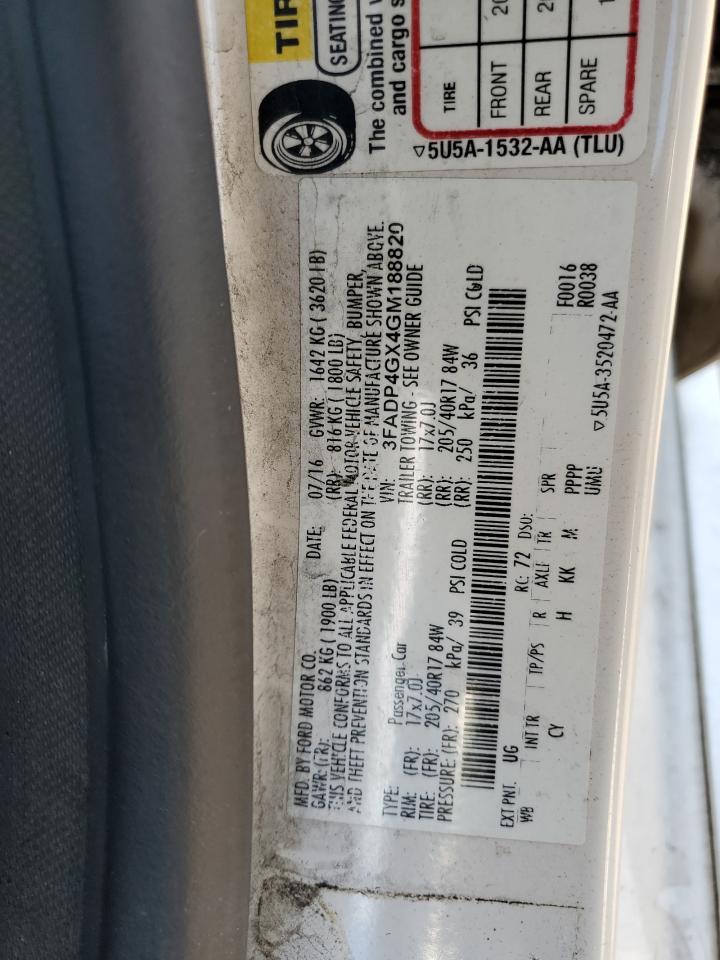 TIR
SEATING
The combined w
and cargo s
TIRE
FRONT 20
REAR 2
SPARE
5U5A-1532-AA (TLU)
MFD. BY FORD MOTOR CO.
DATE: 07/16 GVWR: 1642 KG ( 3620 LB)
GAWR: (FR): 862 KG ( 1900 LB) (RR): 816 KG ( 1800 LB)
THIS VEHICLE CONFORMS TO ALL APPLICABLE FEDERAL MOTOR VEHICLE SAFETY, BUMPER,
AND THEFT PREVENTION STANDARDS IN EFFECT ON THE DATE OF MANUFACTURE SHOWN ABOVE.
VIN: 3FADP4GX4GM188820
TYPE: Passenger Car TRAILER TOWING - SEE OWNER GUIDE
RIM: (FR): 17x7.0J (RR): 17x7.0J
TIRE: (FR): 205/40R17 84W (RR): 205/40R17 84W
PRESSURE: (FR): 270 kPa/ 39 PSI COLD (RR): 250 kPa/ 36 PSI COLD
EXT PNT: UG RC: 72 DSO: F0016
WB INT TR TP/PS R AXLE TR SPR R0038
CY H KK M PPPP
UMU
5U5A-3520472-AA